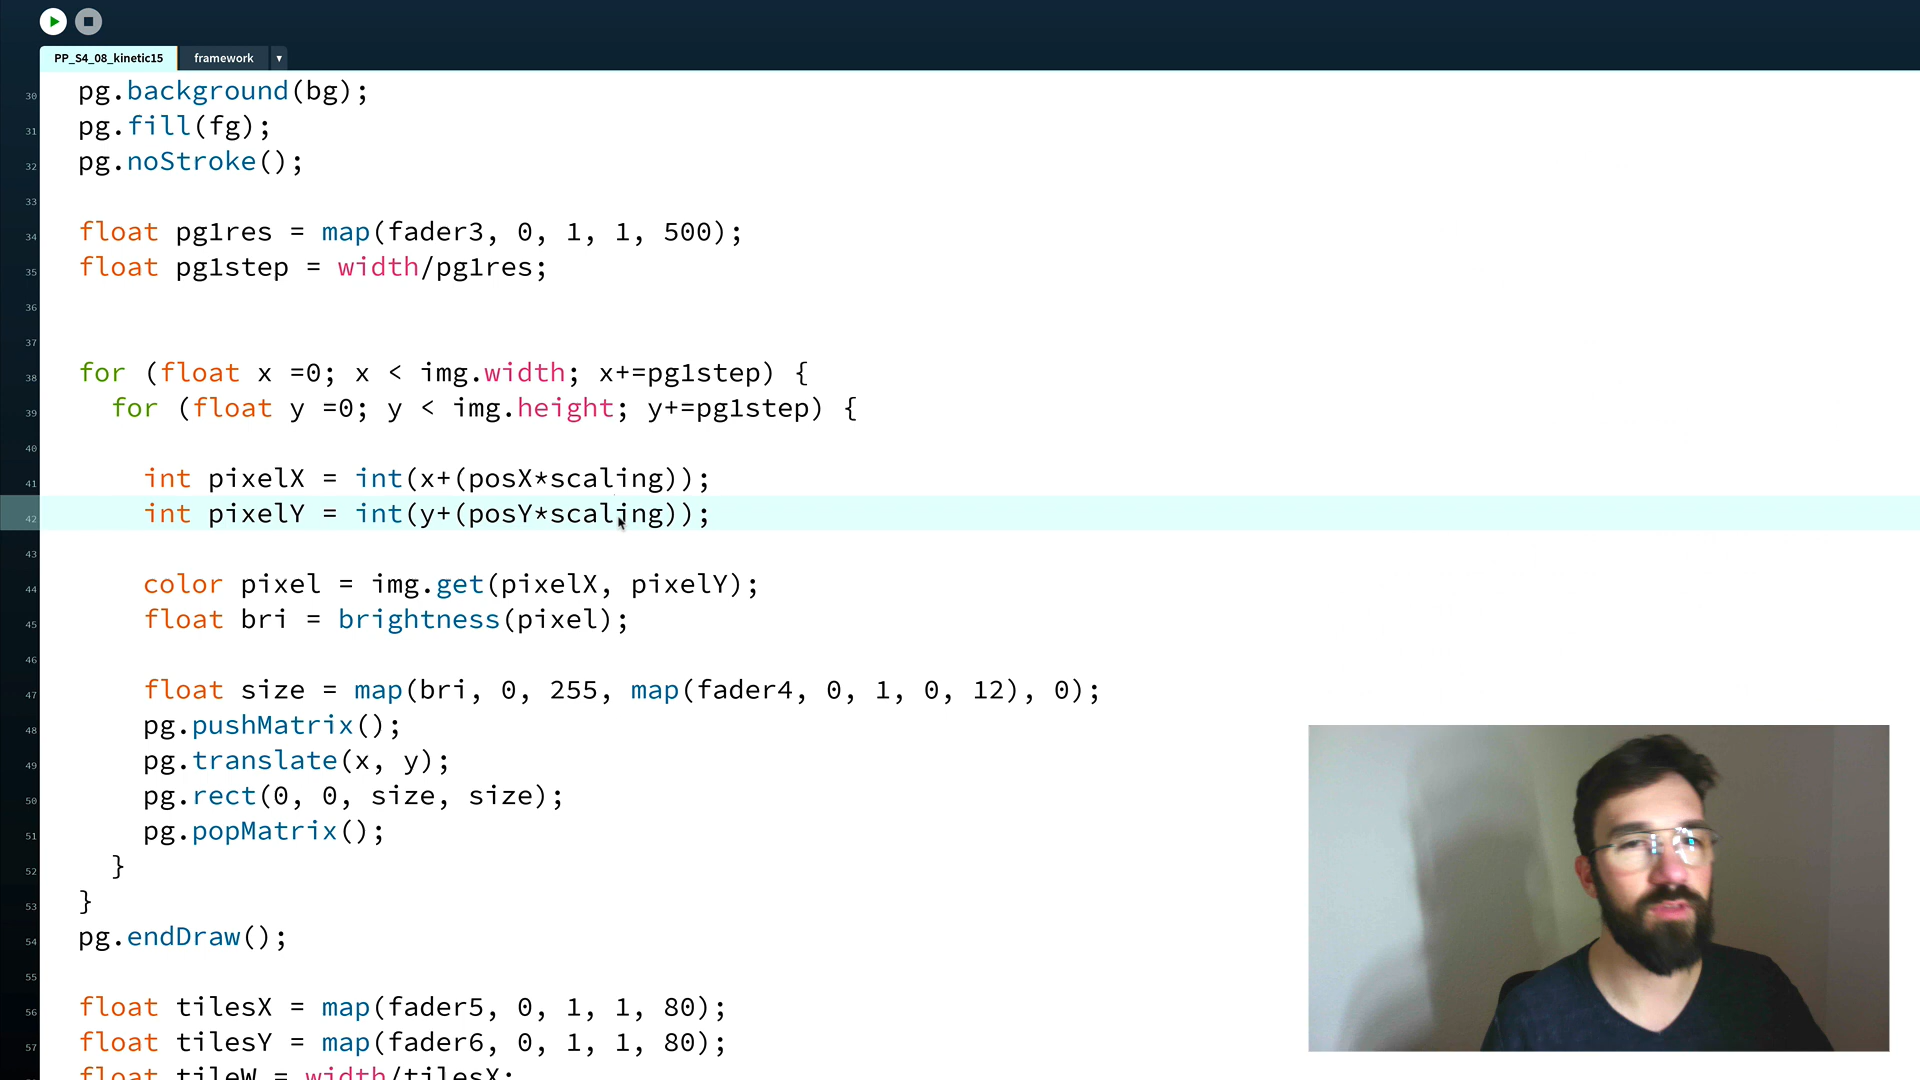 PP_S4_08_kinetic15 framework ▾
30 pg.background(bg);
31 pg.fill(fg);
32 pg.noStroke();
33
34 float pg1res = map(fader3, 0, 1, 1, 500);
35 float pg1step = width/pg1res;
36
37
38 for (float x =0; x < img.width; x+=pg1step) {
39 for (float y =0; y < img.height; y+=pg1step) {
40
41 int pixelX = int(x+(posX*scaling));
42 int pixelY = int(y+(posY*scaling));
43
44 color pixel = img.get(pixelX, pixelY);
45 float bri = brightness(pixel);
46
47 float size = map(bri, 0, 255, map(fader4, 0, 1, 0, 12), 0);
48 pg.pushMatrix();
49 pg.translate(x, y);
50 pg.rect(0, 0, size, size);
51 pg.popMatrix();
52 }
53 }
54 pg.endDraw();
55
56 float tilesX = map(fader5, 0, 1, 1, 80);
57 float tilesY = map(fader6, 0, 1, 1, 80);
float tileW = width/tilesX;